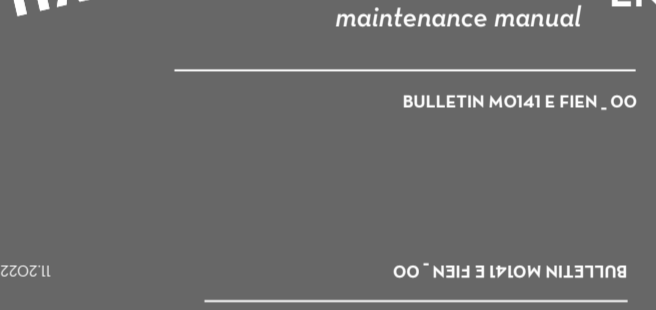 maintenance manual
BULLETIN MO141 E FIEN _ OO
11.2022
BULLETIN MO141 E FIEN _ OO